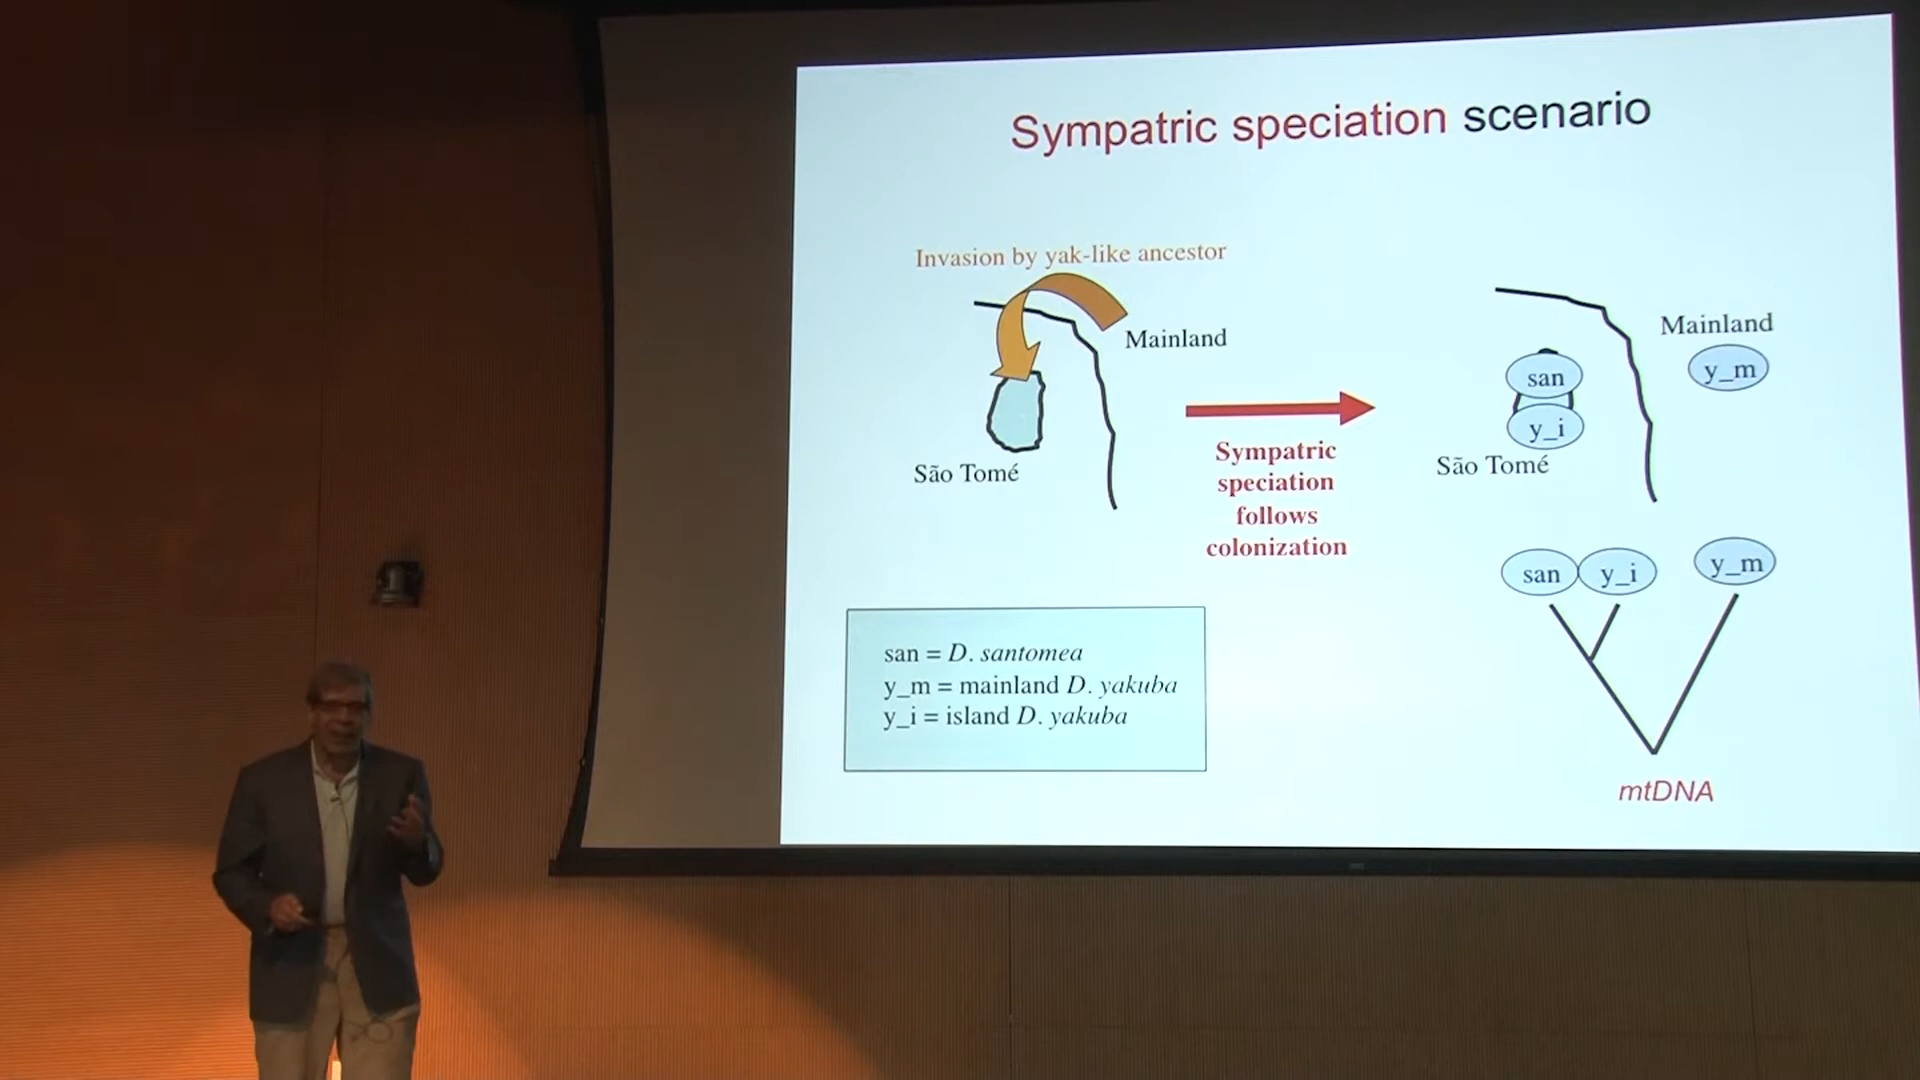 Sympatric speciation scenario
Invasion by yak-like ancestor
Mainland
São Tomé
Sympatric
speciation
follows
colonization
Mainland
y_m
san
y_i
São Tomé
san
y_i
y_m
mtDNA
san = D. santomea
y_m = mainland D. yakuba
y_i = island D. yakuba